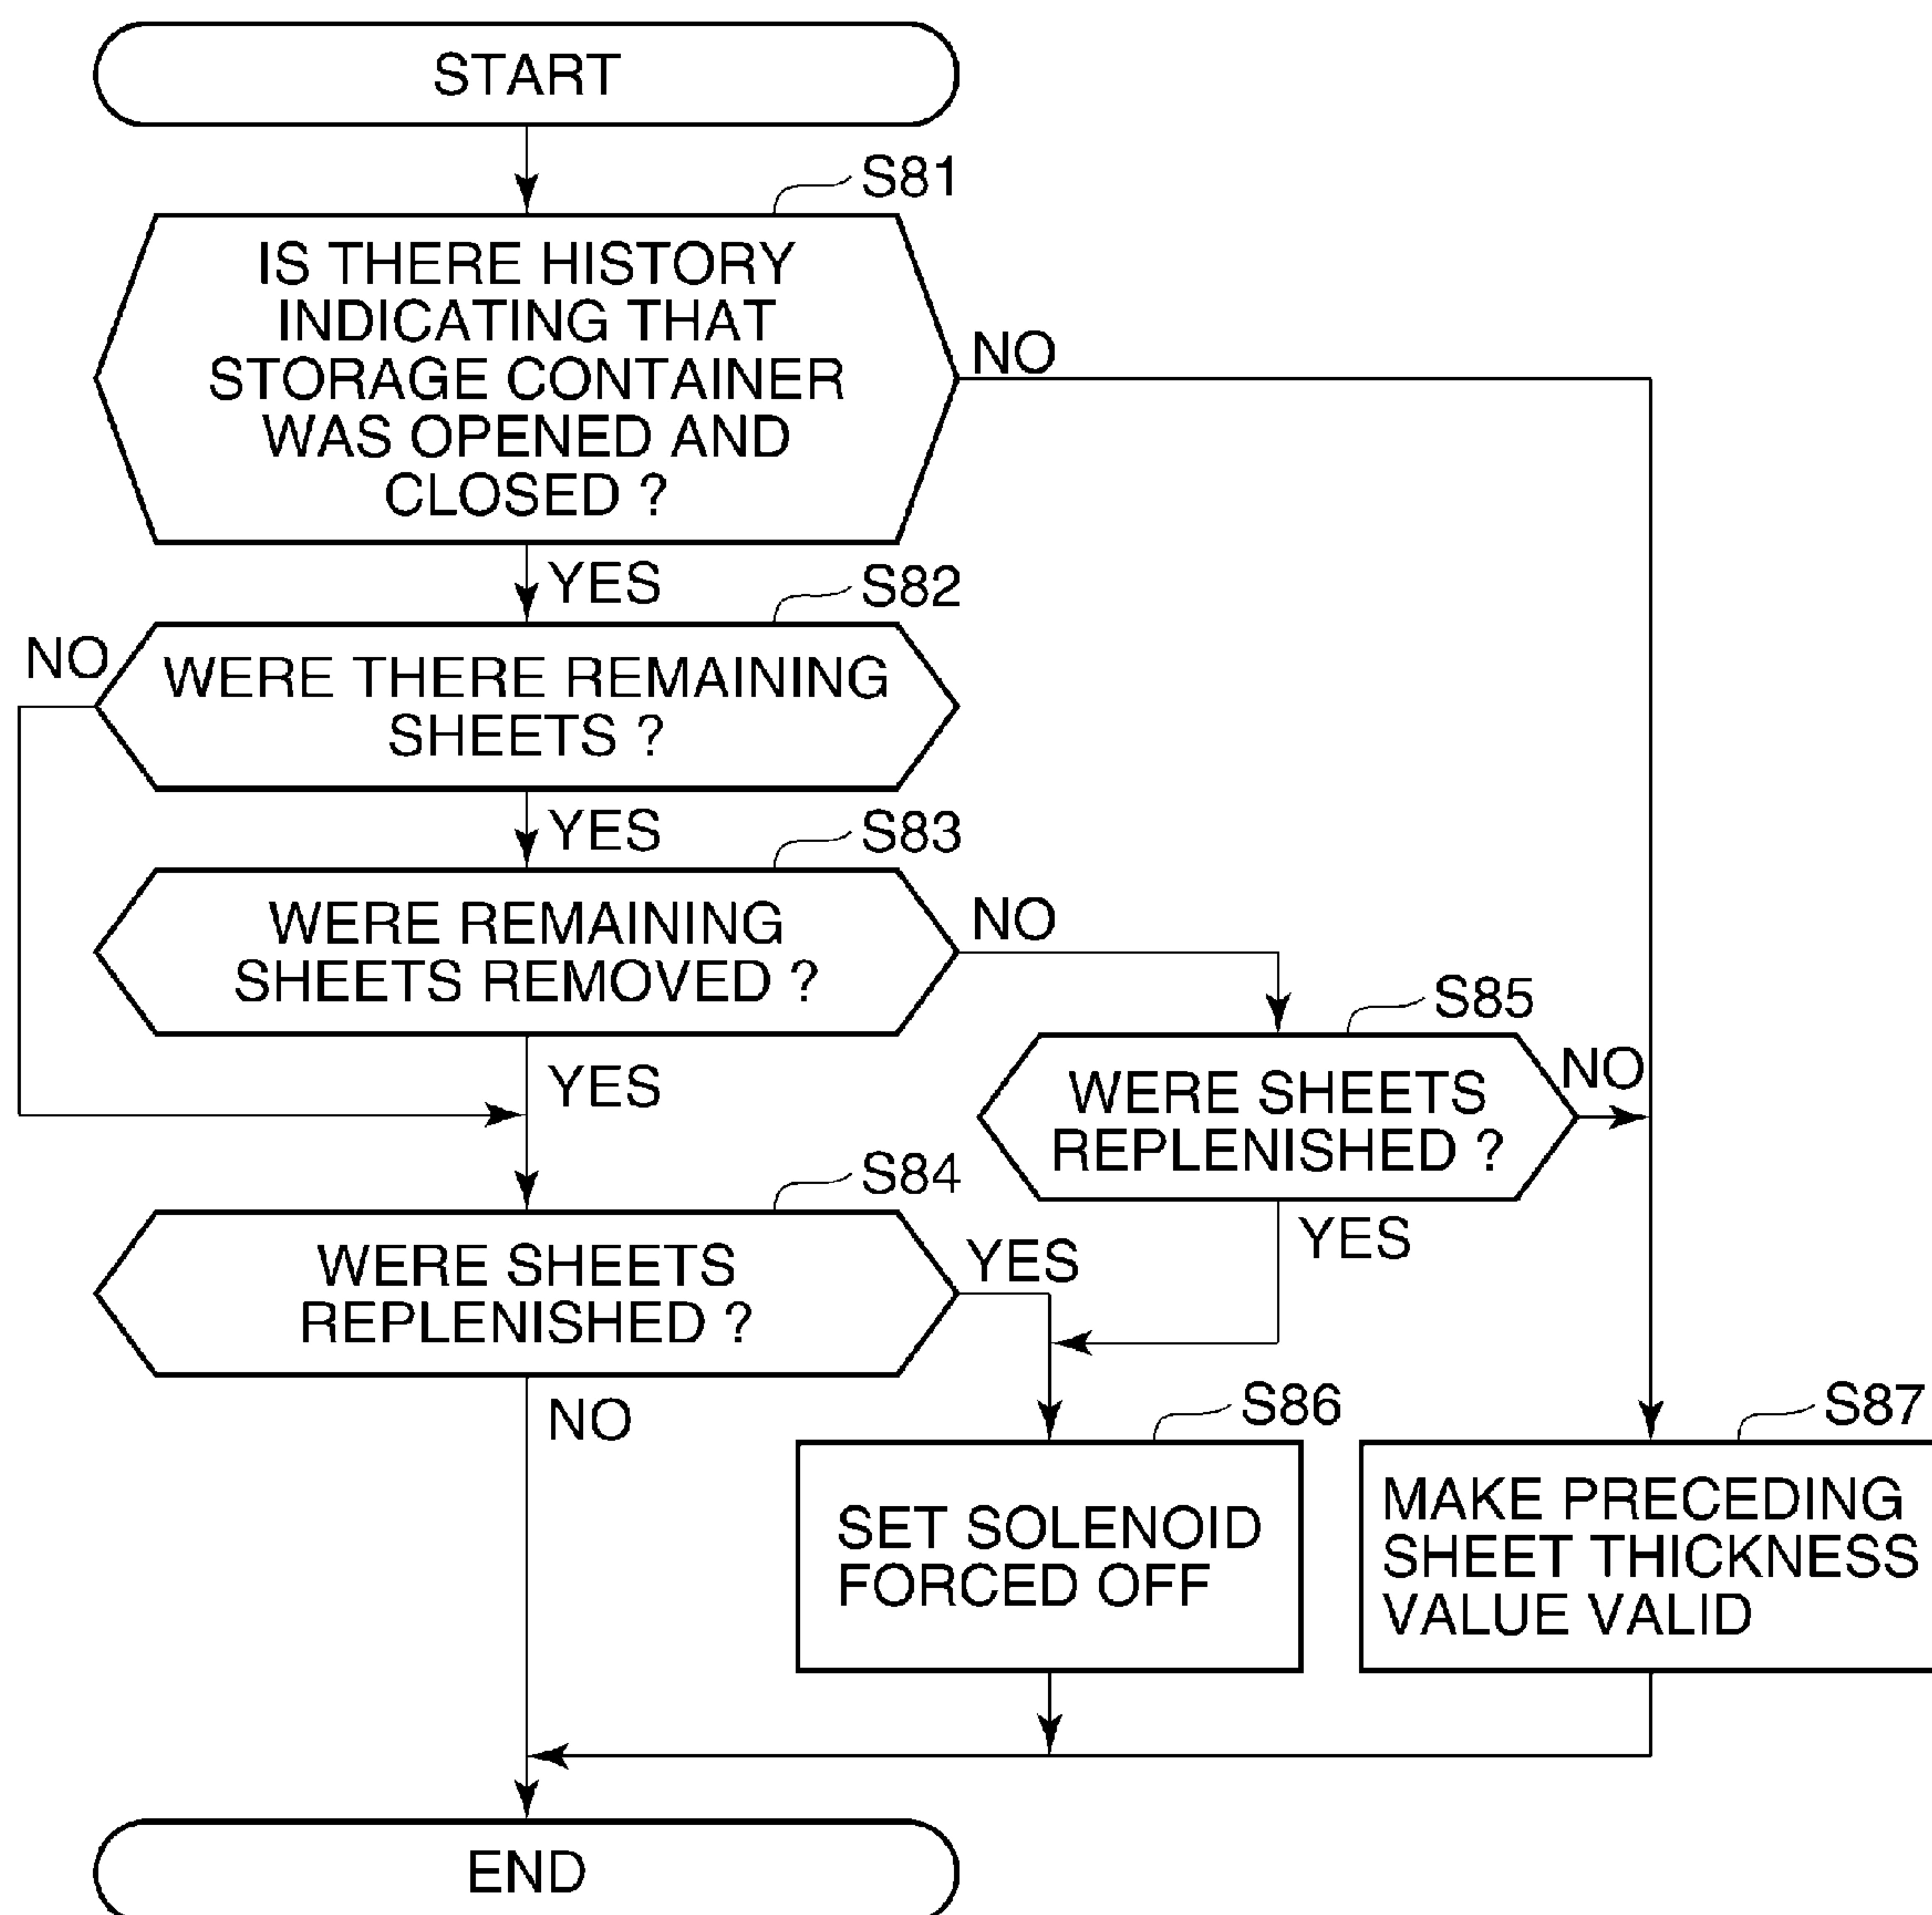 START
S81
IS THERE HISTORY
INDICATING THAT
STORAGE CONTAINER
WAS OPENED AND
CLOSED ?
NO
YES
S82
NO
WERE THERE REMAINING
SHEETS ?
YES
S83
WERE REMAINING
SHEETS REMOVED ?
NO
YES
S85
WERE SHEETS
REPLENISHED ?
NO
YES
S84
WERE SHEETS
REPLENISHED ?
YES
NO
S86
SET SOLENOID
FORCED OFF
S87
MAKE PRECEDING
SHEET THICKNESS
VALUE VALID
END